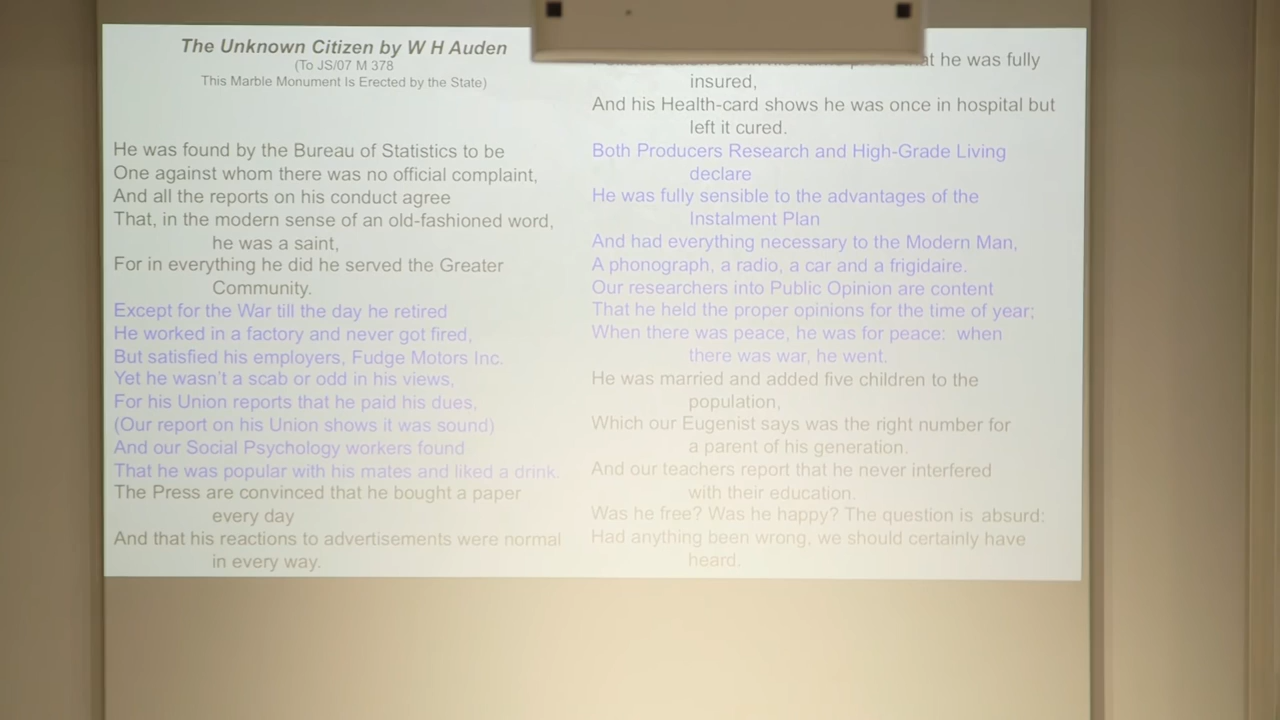 The Unknown Citizen by W H Auden
(To JS/07 M 378
This Marble Monument Is Erected by the State)
He was found by the Bureau of Statistics to be
One against whom there was no official complaint,
And all the reports on his conduct agree
That, in the modern sense of an old-fashioned word,
he was a saint,
For in everything he did he served the Greater
Community.
Except for the War till the day he retired
He worked in a factory and never got fired,
But satisfied his employers, Fudge Motors Inc.
Yet he wasn't a scab or odd in his views,
For his Union reports that he paid his dues,
(Our report on his Union shows it was sound)
And our Social Psychology workers found
That he was popular with his mates and liked a drink.
The Press are convinced that he bought a paper
every day
And that his reactions to advertisements were normal
in every way.
that he was fully
insured,
And his Health-card shows he was once in hospital but
left it cured.
Both Producers Research and High-Grade Living
declare
He was fully sensible to the advantages of the
Instalment Plan
And had everything necessary to the Modern Man,
A phonograph, a radio, a car and a frigidaire.
Our researchers into Public Opinion are content
That he held the proper opinions for the time of year;
When there was peace, he was for peace: when
there was war, he went.
He was married and added five children to the
population,
Which our Eugenist says was the right number for
a parent of his generation.
And our teachers report that he never interfered
with their education.
Was he free? Was he happy? The question is absurd:
Had anything been wrong, we should certainly have
heard.